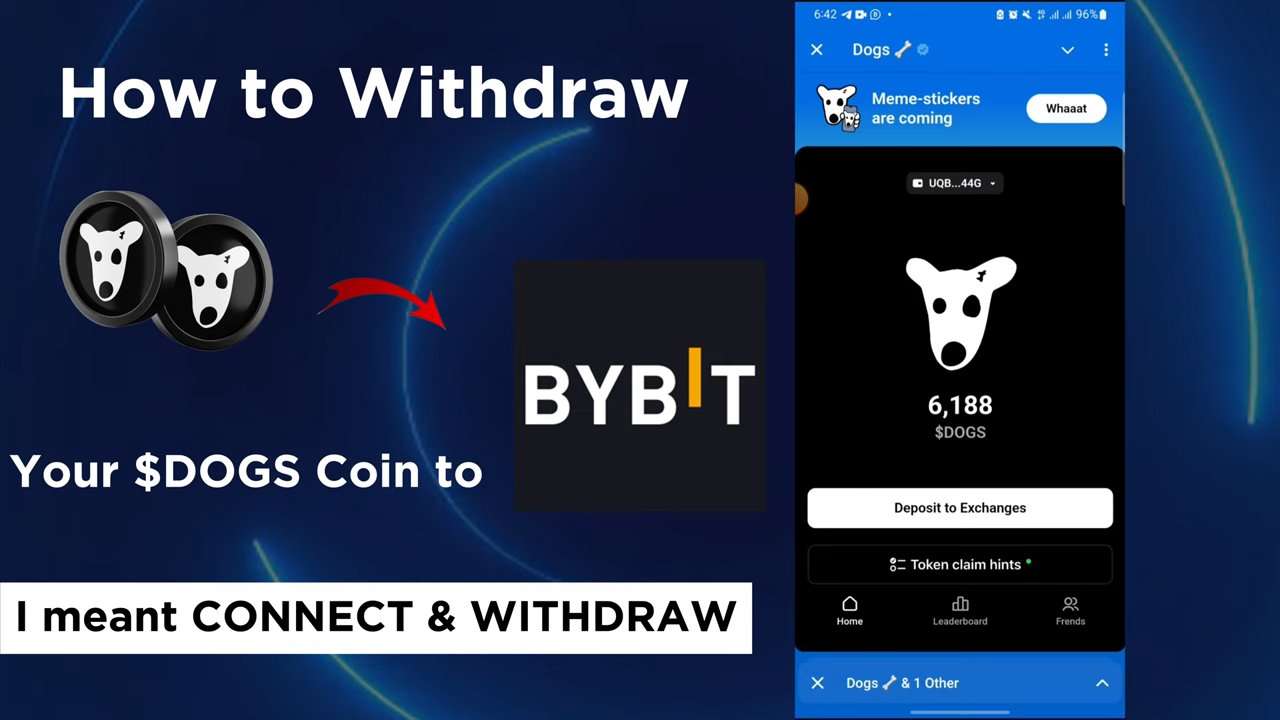 How to Withdraw
BYBIT
Your $DOGS Coin to
I meant CONNECT & WITHDRAW
6:42
4G
96%
Dogs
Meme-stickers
are coming
Whaaat
UQB...44G
6,188
$DOGS
Deposit to Exchanges
Token claim hints
Home
Leaderboard
Frends
Dogs & 1 Other